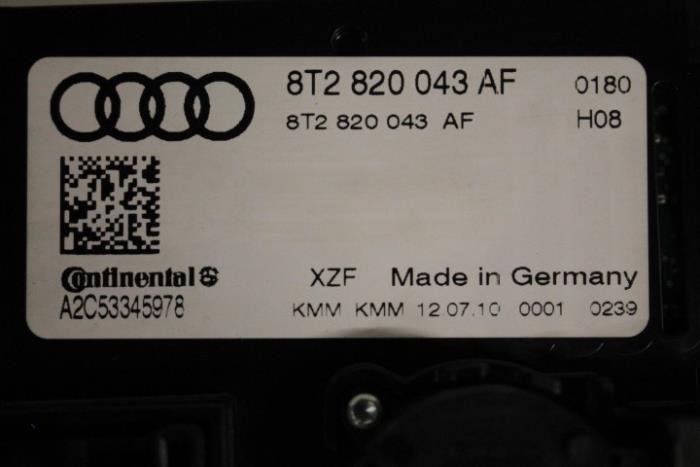 8T2 820 043 AF 0180
8T2 820 043 AF H08
Continental XZF Made in Germany
A2C53345978 KMM KMM 12.07.10 0001 0239